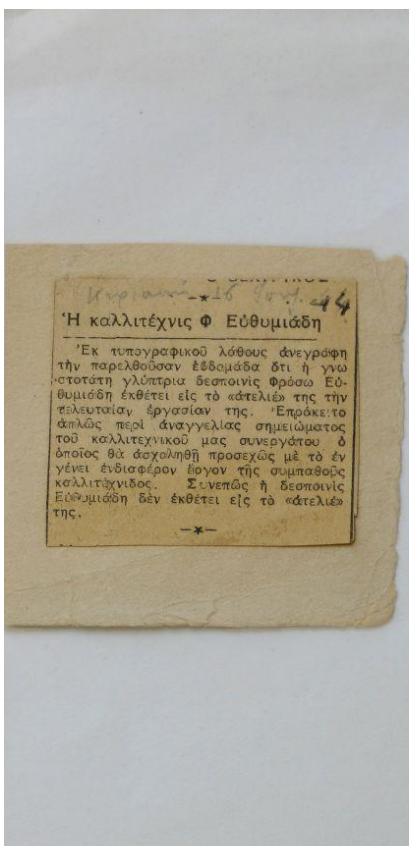 Κυριακή 16 44
Ἡ καλλιτέχνις Φ Εὐθυμιάδη
Ἐκ τυπογραφικοῦ λάθους ἀνεγράφη
τὴν παρελθοῦσαν ἑβδομάδα ὅτι ἡ γνω
στοτάτη γλύπτρια δεσποινὶς Φρόσω Εὐ-
θυμιάδη ἐκθέτει εἰς τὸ «ἀτελιέ» της τὴν
τελευταίαν ἐργασίαν της. Ἐπρόκειτο
ἁπλῶς περὶ ἀναγγελίας σημειώματος
τοῦ καλλιτεχνικοῦ μας συνεργάτου ὁ
ὁποῖος θὰ ἀσχοληθῇ προσεχῶς μὲ τὸ ἐν
γένει ἐνδιαφέρον ἔργον τῆς συμπαθοῦς
καλλιτέχνιδος. Συνεπῶς ἡ δεσποινὶς
Εὐθυμιάδη δὲν ἐκθέτει εἰς τὸ «ἀτελιέ»
της.